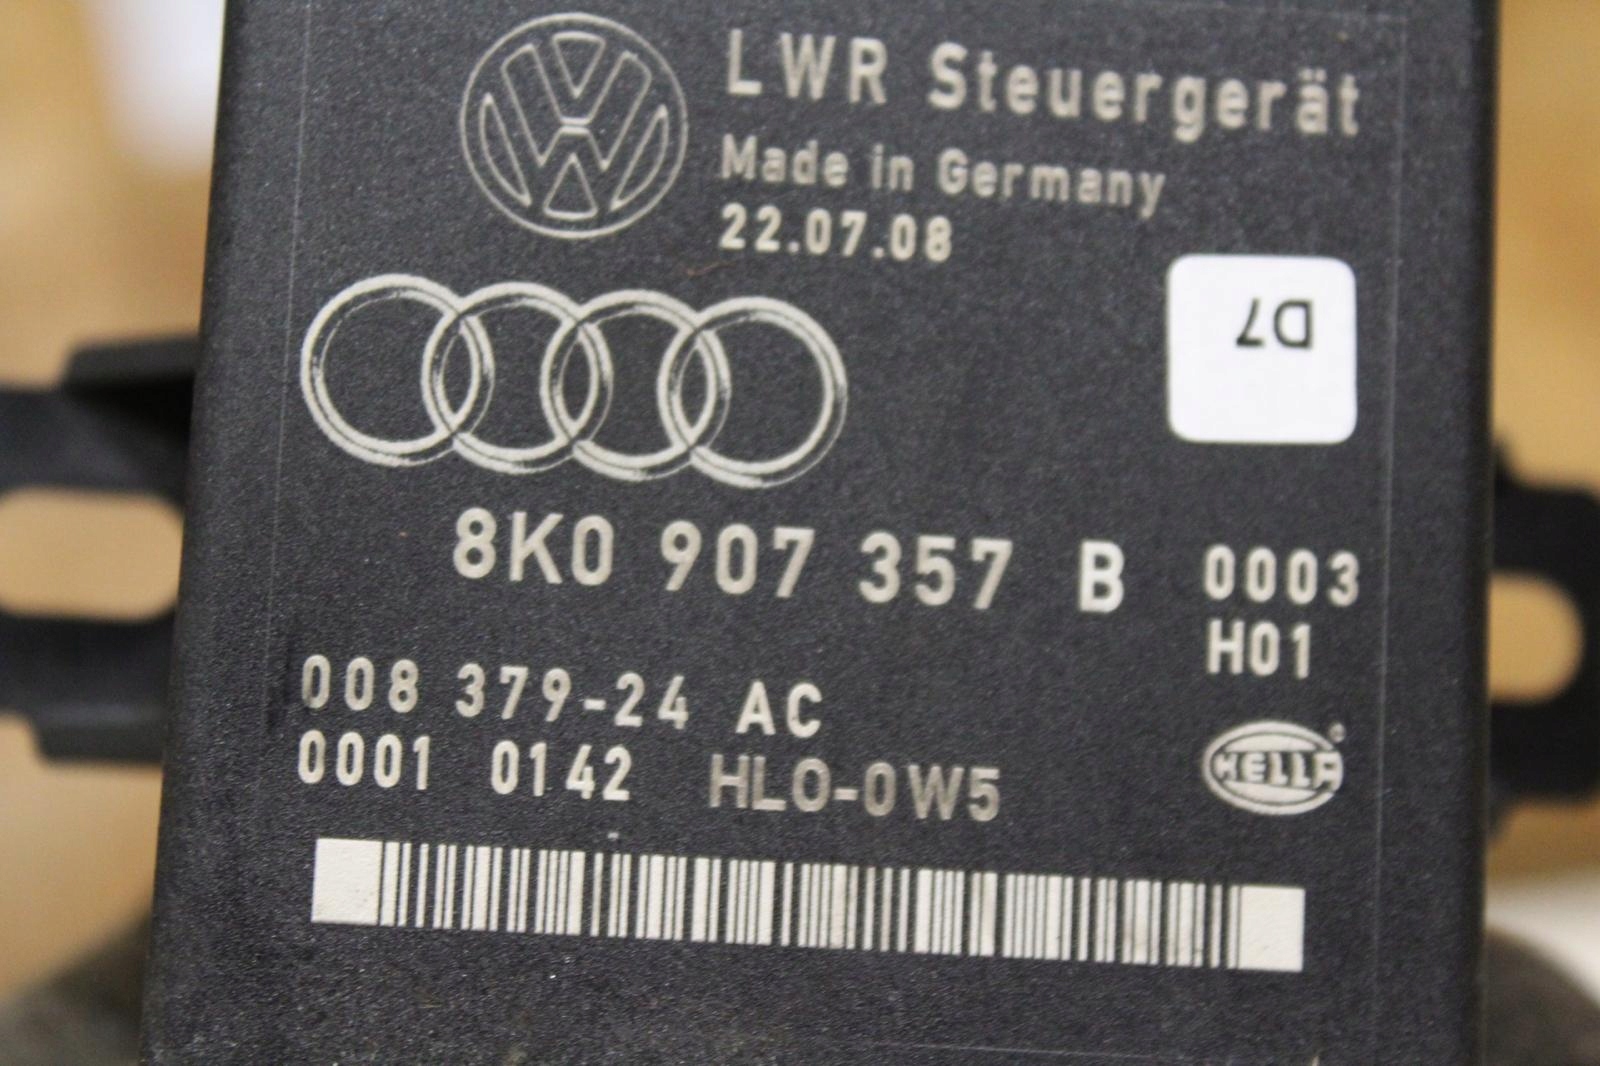 LWR Steuergerät
Made in Germany
22.07.08
D7
8K0 907 357 B 0003
H01
008 379-24 AC
0001 0142 HLO-0W5
HELLA